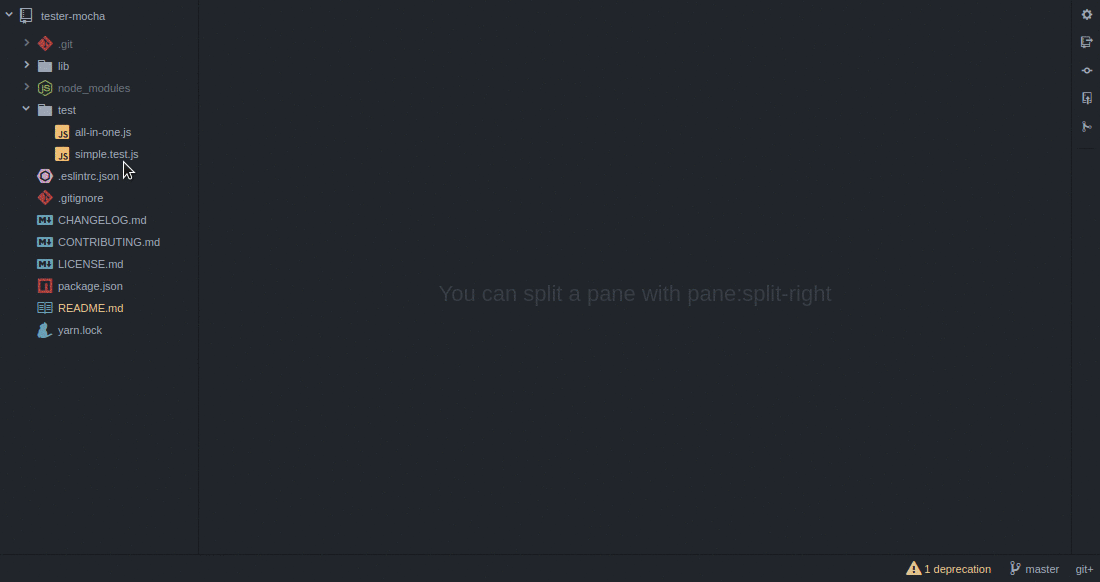 tester-mocha
.git
lib
node_modules
test
all-in-one.js
simple.test.js
.eslintrc.json
.gitignore
CHANGELOG.md
CONTRIBUTING.md
LICENSE.md
package.json
README.md
yarn.lock
You can split a pane with pane:split-right
1 deprecation master git+